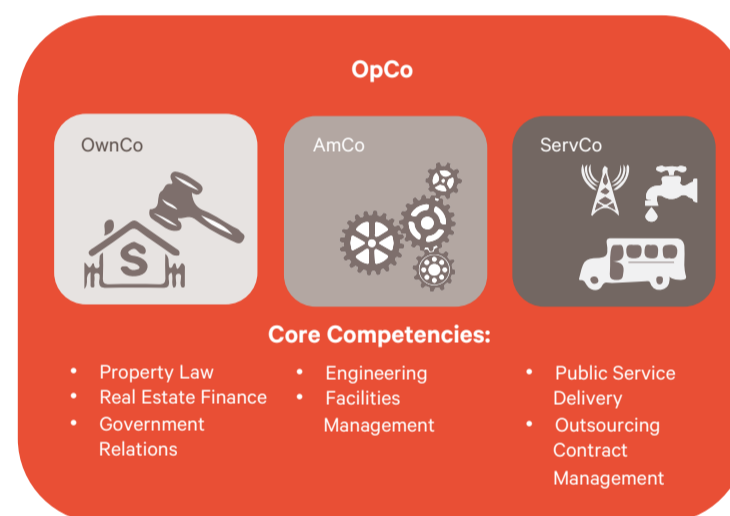 OpCo
OwnCo
AmCo
ServCo
S
Core Competencies:
• Property Law
• Real Estate Finance
• Government
Relations
• Engineering
• Facilities
Management
• Public Service
Delivery
• Outsourcing
Contract
Management